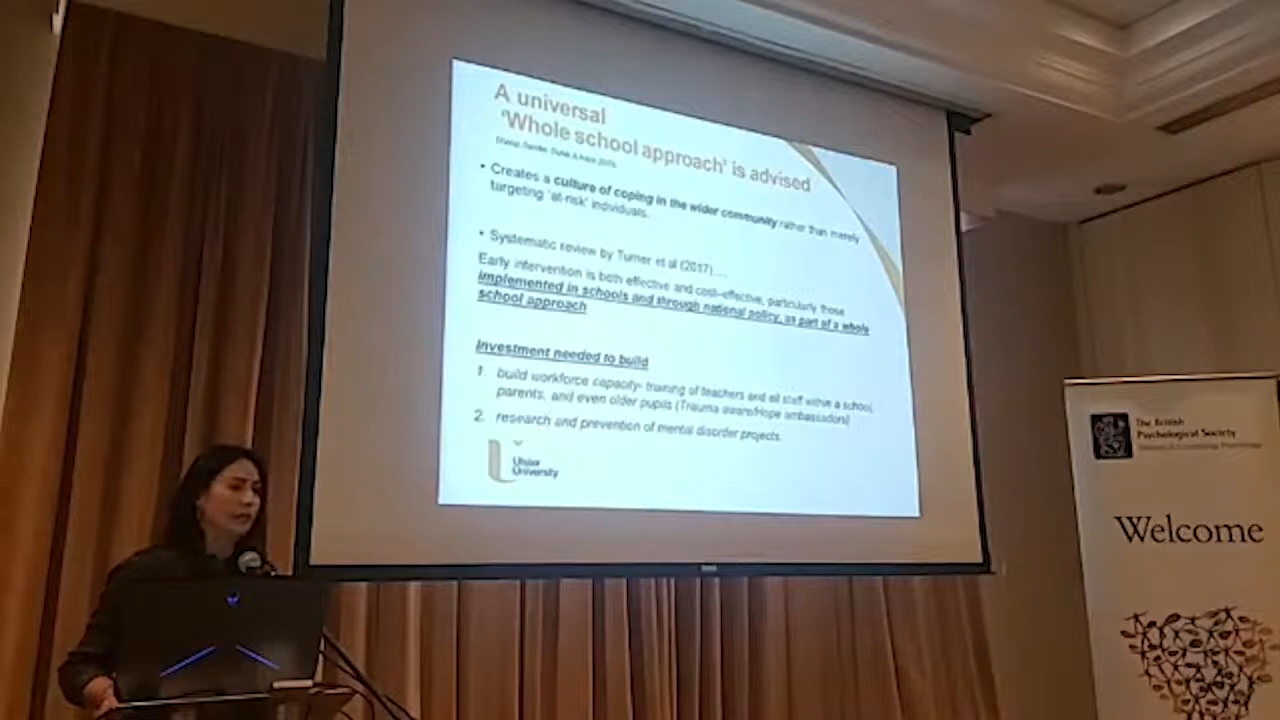 A universal
'Whole school approach' is advised
• Creates a culture of coping in the wider community rather than merely
targeting 'at-risk' individuals.
• Systematic review by Turner et al (2017)....
Early intervention is both effective and cost-effective, particularly those
implemented in schools and through national policy, as part of a whole
school approach
Investment needed to build
1. build workforce capacity- training of teachers and all staff within a school,
parents, and even older pupils (Trauma aware/Hope ambassadors)
2. research and prevention of mental disorder projects.
Ulster
University
The British
Psychological Society
Welcome